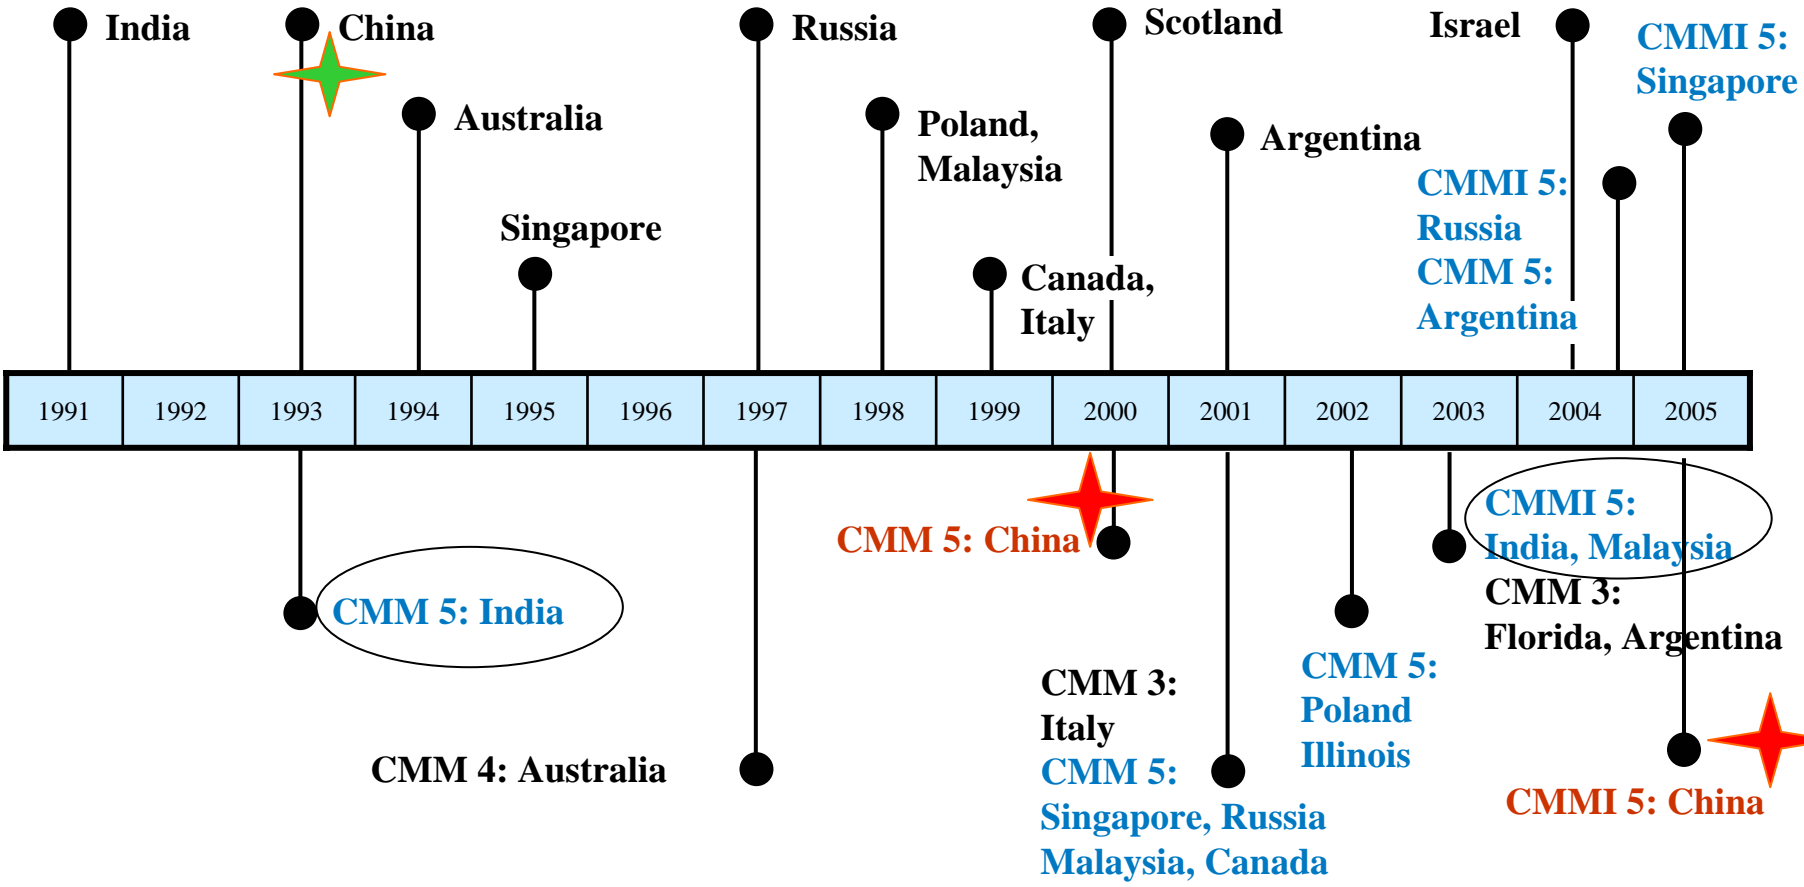 India
China
Russia
Scotland
Israel
CMMI 5:
Singapore
Australia
Poland,
Malaysia
Argentina
CMMI 5:
Russia
CMM 5:
Argentina
Singapore
Canada,
Italy
1991 1992 1993 1994 1995 1996 1997 1998 1999 2000 2001 2002 2003 2004 2005
CMM 5: India
CMM 4: Australia
CMM 5: China
CMM 3:
Italy
CMM 5:
Singapore, Russia
Malaysia, Canada
CMM 5:
Poland
Illinois
CMMI 5:
India, Malaysia
CMM 3:
Florida, Argentina
CMMI 5: China